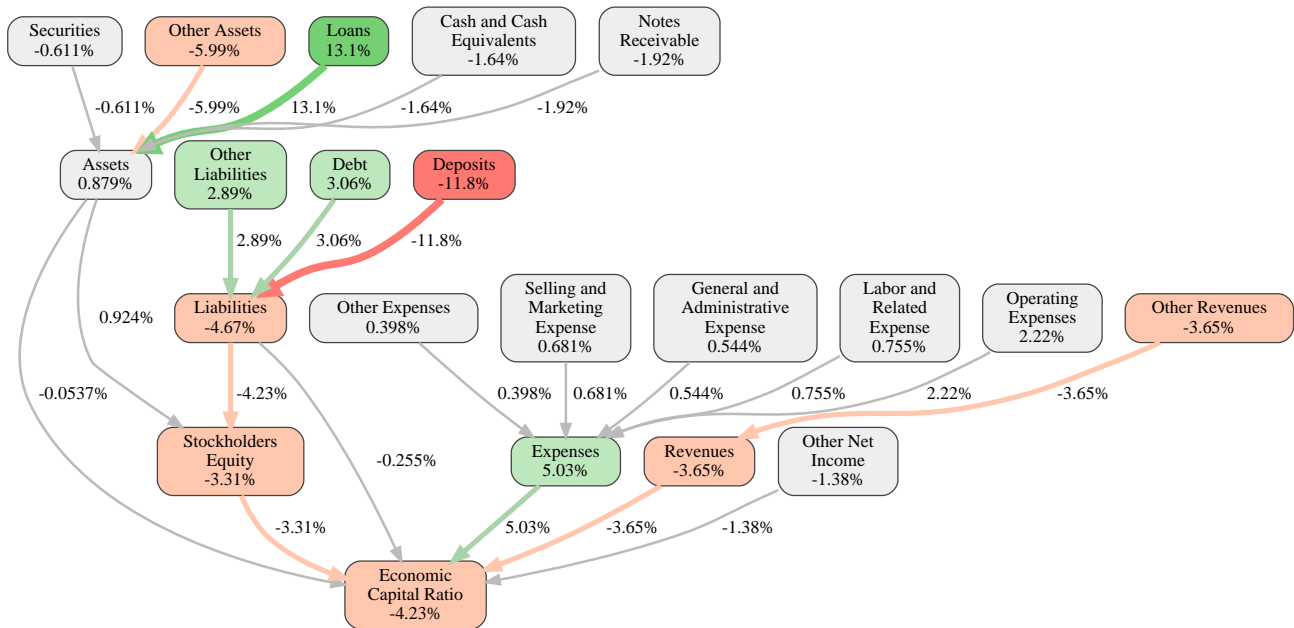 Securities
-0.611%
Other Assets
-5.99%
Loans
13.1%
Cash and Cash
Equivalents
-1.64%
Notes
Receivable
-1.92%
-0.611%
-5.99%
13.1%
-1.64%
-1.92%
Assets
0.879%
Other
Liabilities
2.89%
Debt
3.06%
Deposits
-11.8%
2.89%
3.06%
-11.8%
Liabilities
-4.67%
Other Expenses
0.398%
Selling and
Marketing
Expense
0.681%
General and
Administrative
Expense
0.544%
Labor and
Related
Expense
0.755%
Operating
Expenses
2.22%
Other Revenues
-3.65%
0.924%
-0.0537%
-4.23%
0.398%
0.681%
0.544%
0.755%
2.22%
-3.65%
Stockholders
Equity
-3.31%
-0.255%
Expenses
5.03%
Revenues
-3.65%
Other Net
Income
-1.38%
-3.31%
5.03%
-3.65%
-1.38%
Economic
Capital Ratio
-4.23%